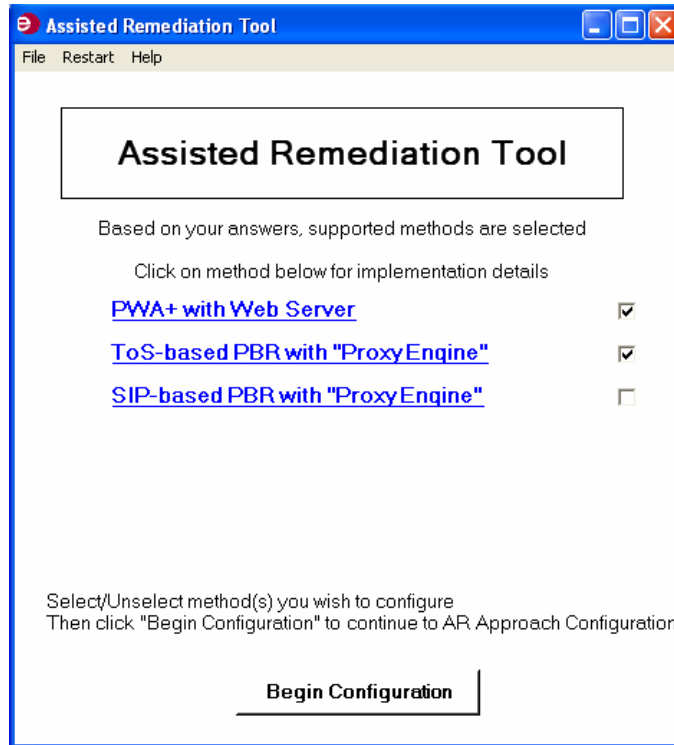 Assisted Remediation Tool
File Restart Help
Assisted Remediation Tool
Based on your answers, supported methods are selected
Click on method below for implementation details
PWA+ with Web Server
ToS-based PBR with "ProxyEngine"
SIP-based PBR with "ProxyEngine"
Select/Unselect method(s) you wish to configure
Then click "Begin Configuration" to continue to AR Approach Configuration
Begin Configuration